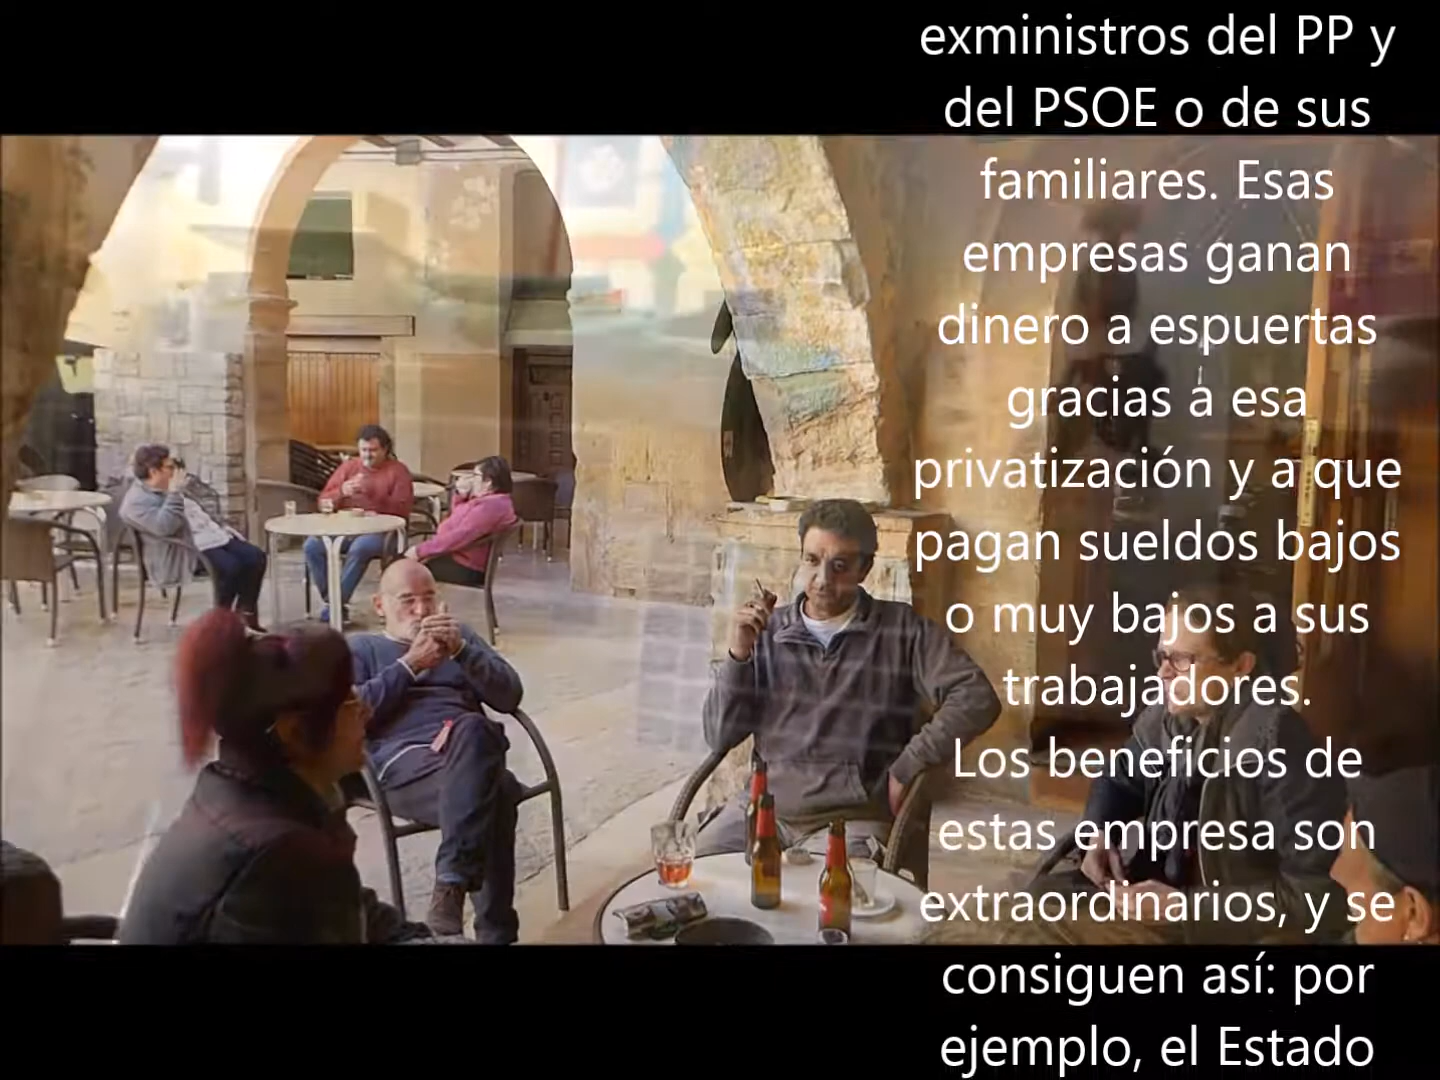 exministros del PP y
del PSOE o de sus
familiares. Esas
empresas ganan
dinero a espuertas
gracias a esa
privatización y a que
pagan sueldos bajos
o muy bajos a sus
trabajadores.
Los beneficios de
estas empresa son
extraordinarios, y se
consiguen así: por
ejemplo, el Estado